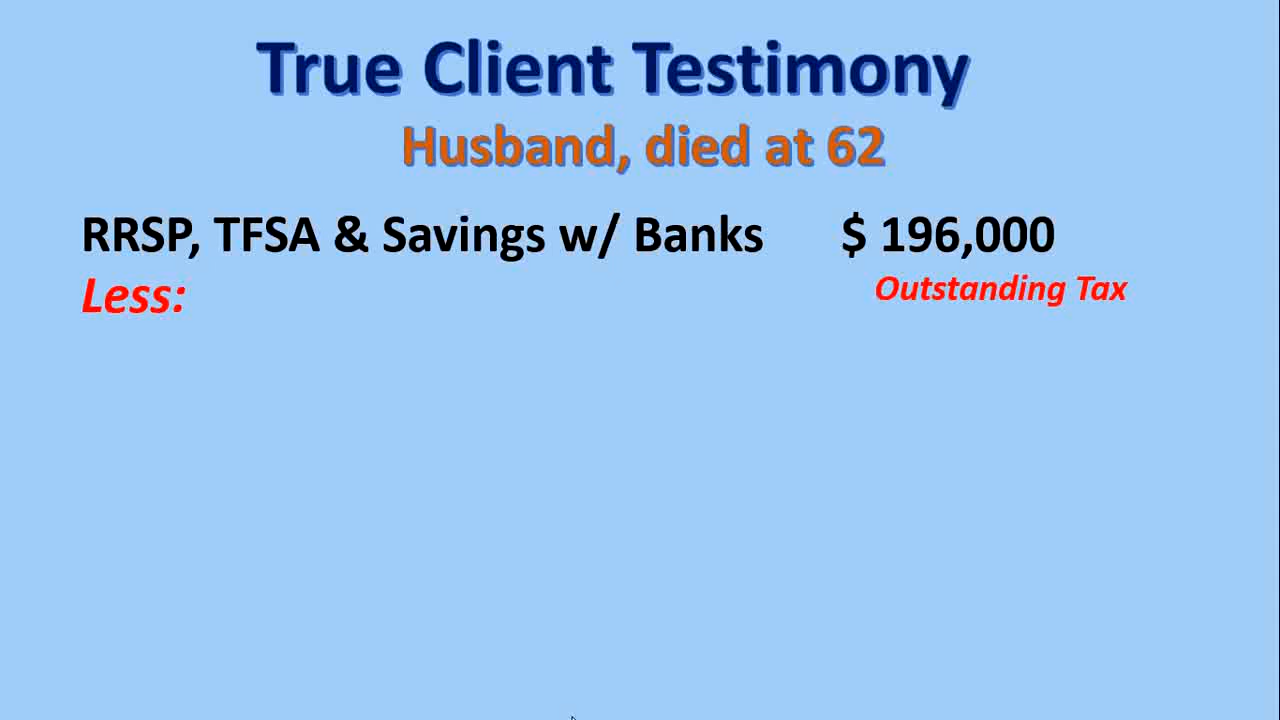 True Client Testimony
Husband, died at 62
RRSP, TFSA & Savings w/ Banks $ 196,000
Less: Outstanding Tax